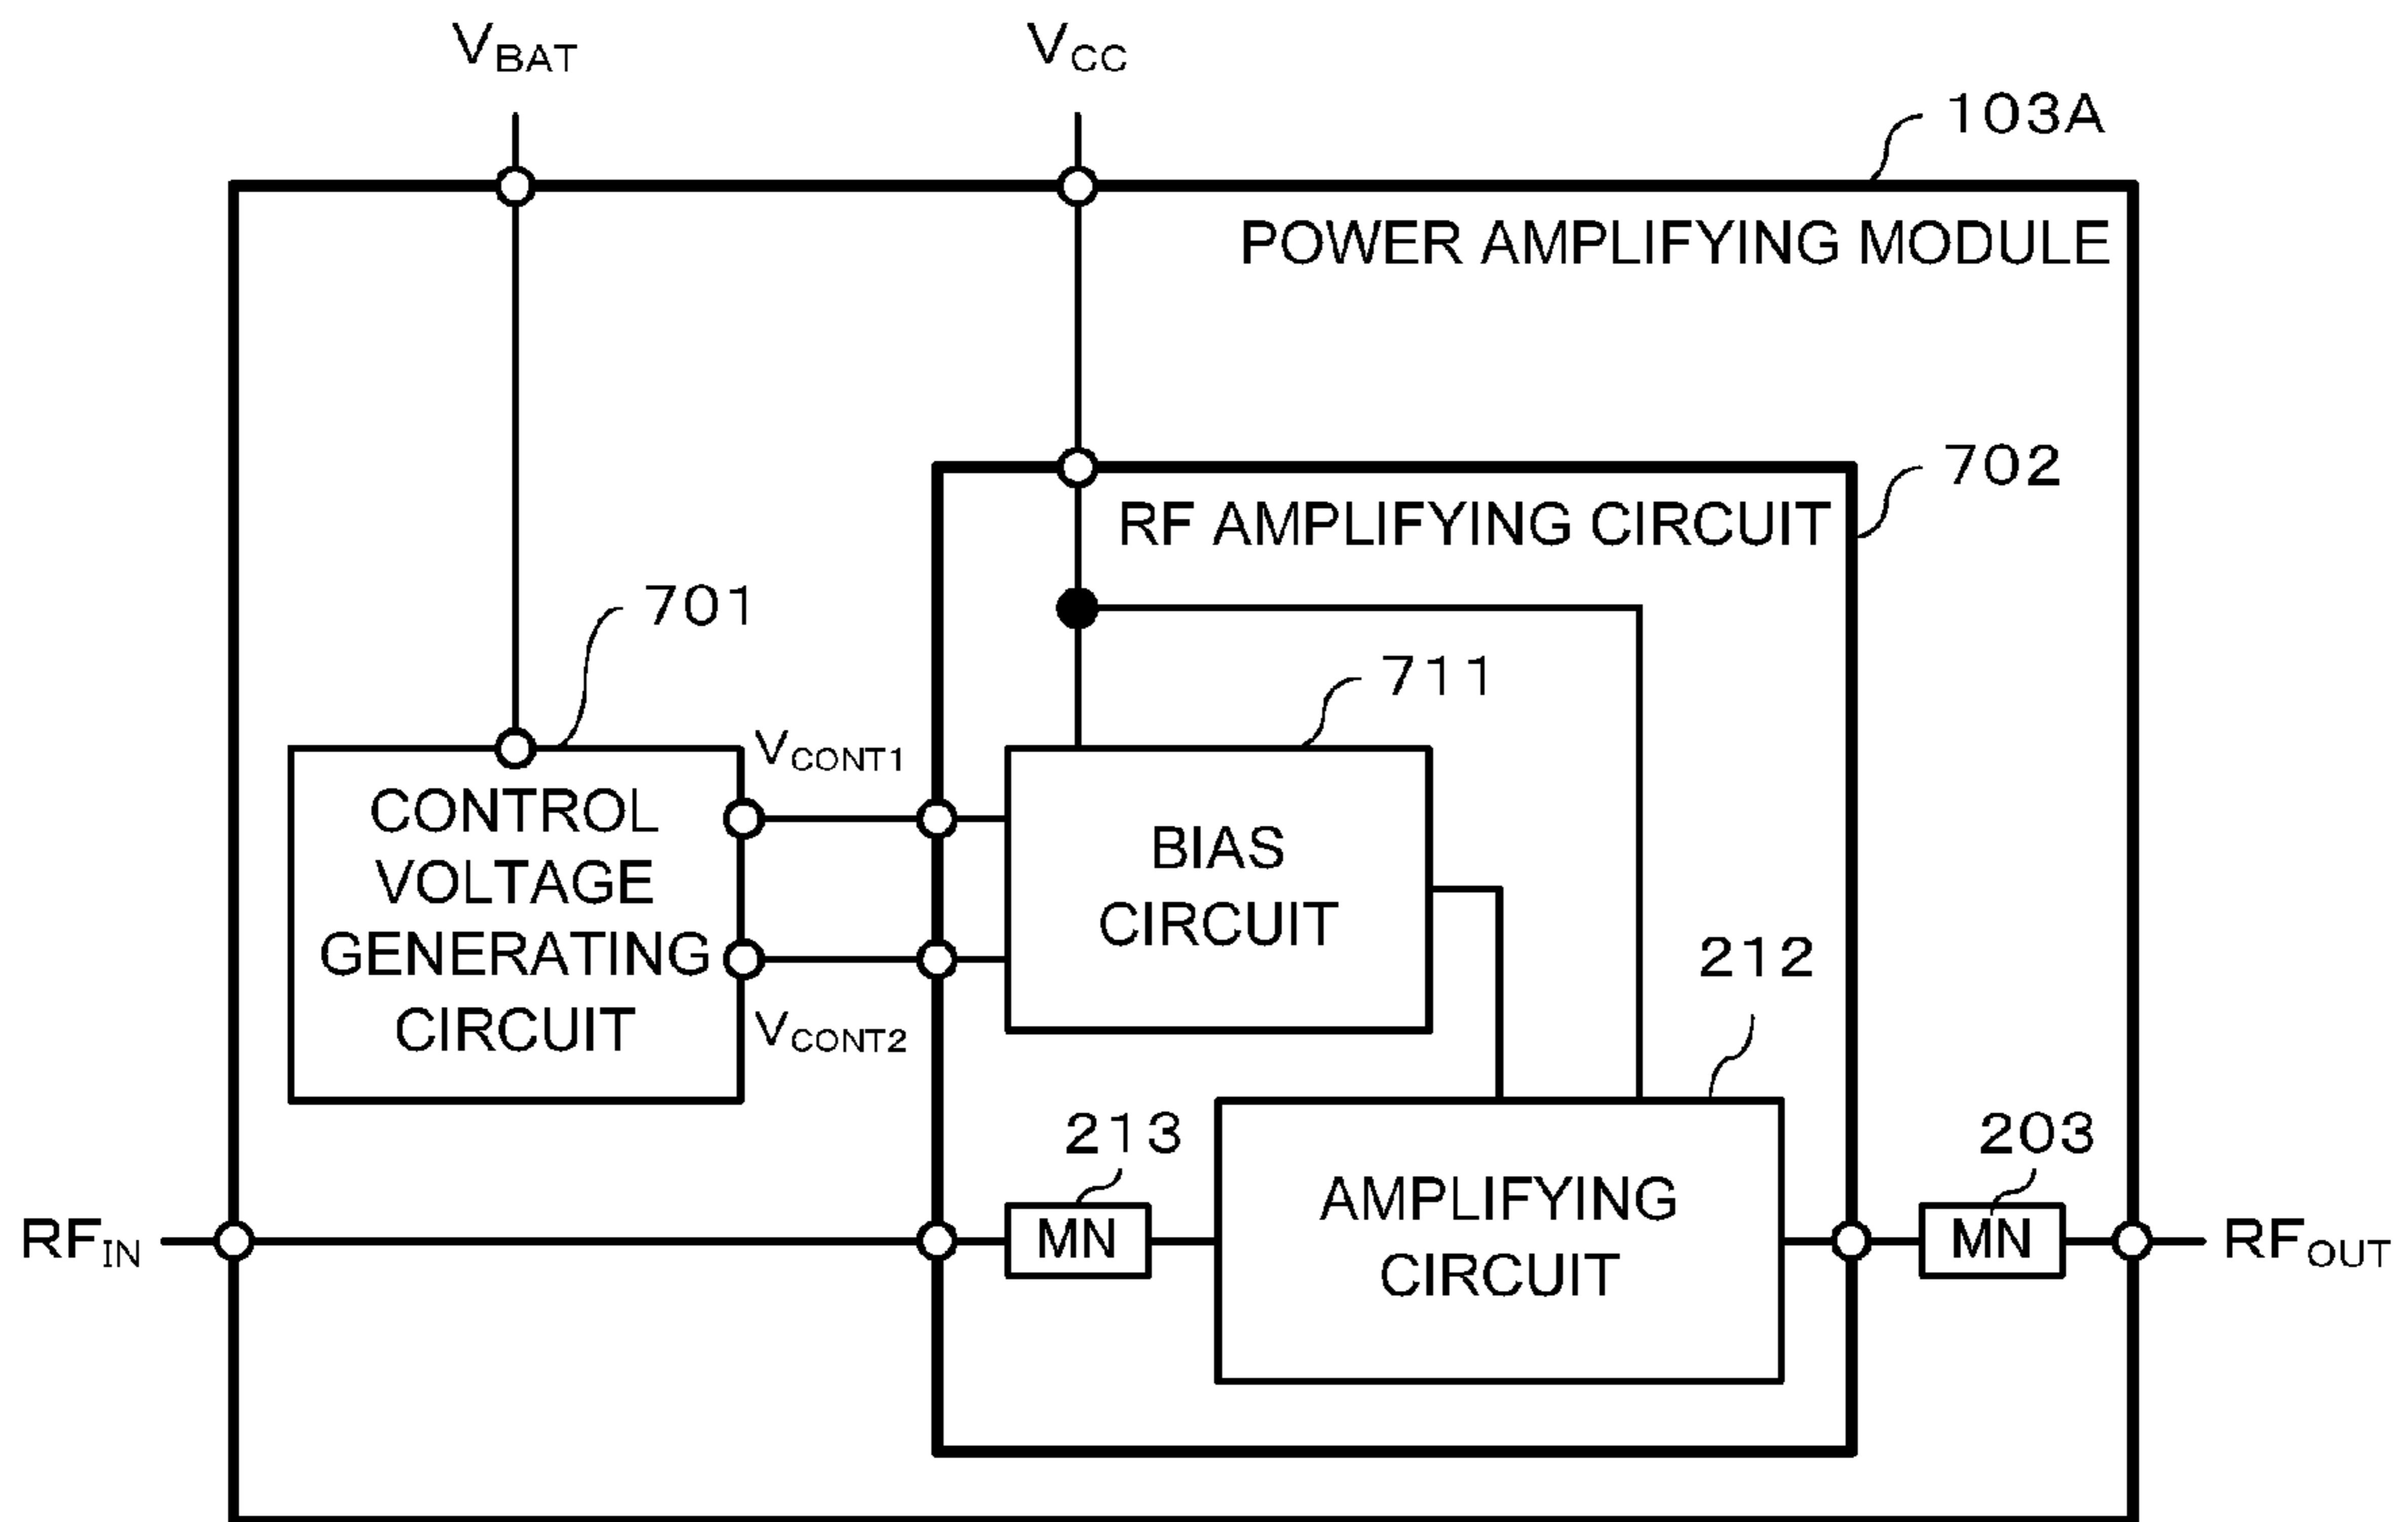 VBAT
VCC
103A
POWER AMPLIFYING MODULE
702
RF AMPLIFYING CIRCUIT
701
711
VCONT1
CONTROL
VOLTAGE
GENERATING
CIRCUIT
BIAS
CIRCUIT
VCONT2
212
213
203
RFIN
MN
AMPLIFYING
CIRCUIT
MN
RFOUT